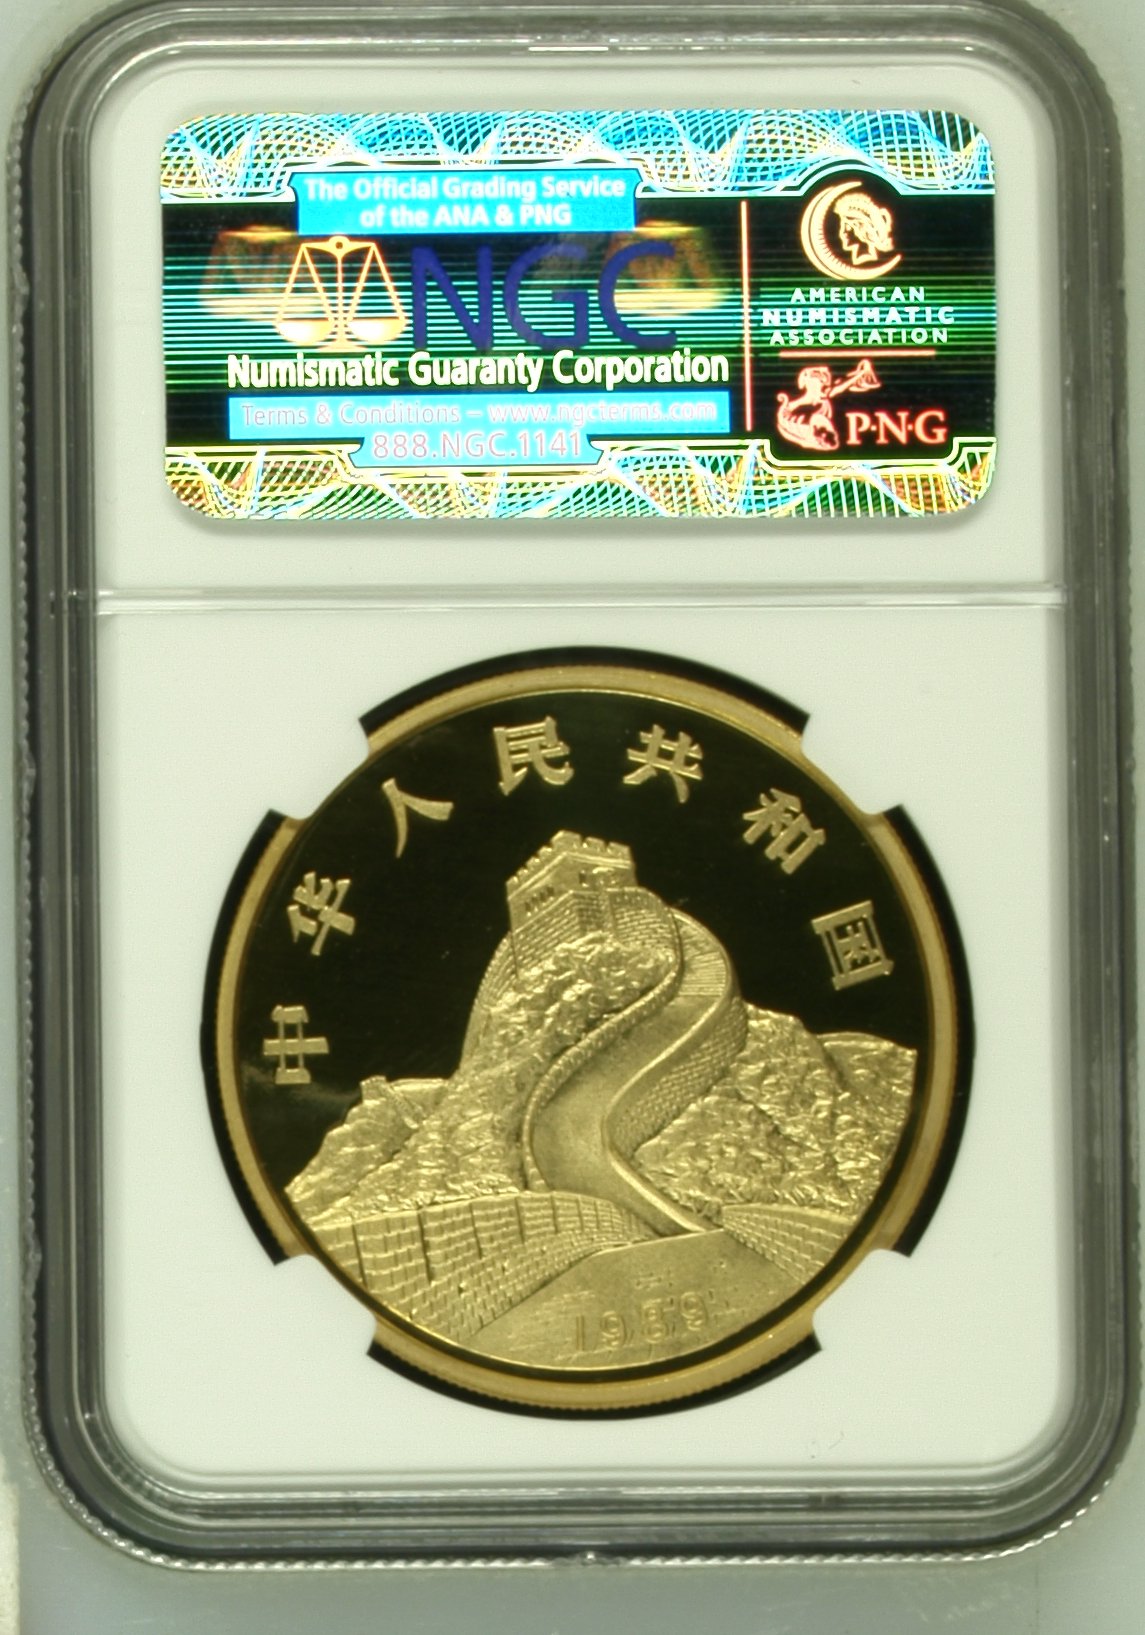 The Official Grading Service
of the ANA & PNG
NGC
Numismatic Guaranty Corporation
Terms & Conditions – www.ngcterms.com
888.NGC.1141
AMERICAN
NUMISMATIC
ASSOCIATION
P·N·G
中华人民共和国
1989